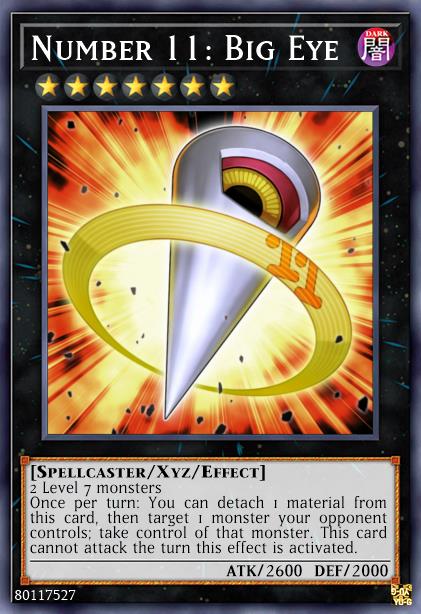 Number 11: Big Eye
DARK
闇
11
[Spellcaster/Xyz/Effect]
2 Level 7 monsters
Once per turn: You can detach 1 material from
this card, then target 1 monster your opponent
controls; take control of that monster. This card
cannot attack the turn this effect is activated.
ATK/2600 DEF/2000
80117527